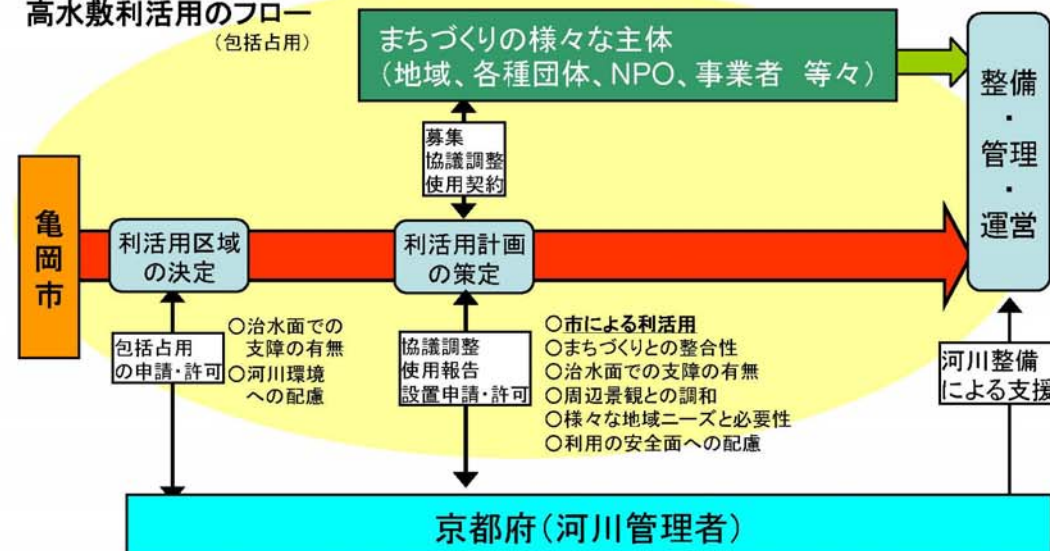 高水敷利活用のフロー
(包括占用)
まちづくりの様々な主体
(地域、各種団体、NPO、事業者 等々)
整備
・
管理
・
運営
募集
協議調整
使用契約
亀岡市
利活用区域
の決定
利活用計画
の策定
包括占用
の申請・許可
○治水面での
支障の有無
○河川環境
への配慮
協議調整
使用報告
設置申請・許可
○市による利活用
○まちづくりとの整合性
○治水面での支障の有無
○周辺景観との調和
○様々な地域ニーズと必要性
○利用の安全面への配慮
河川整備
による支援
京都府(河川管理者)